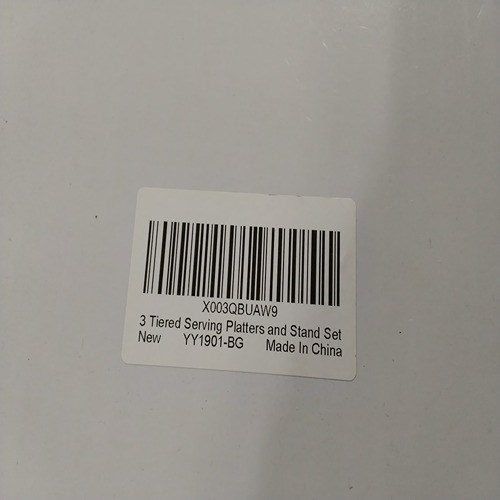 X003QBUAW9
3 Tiered Serving Platters and Stand Set
New YY1901-BG Made In China